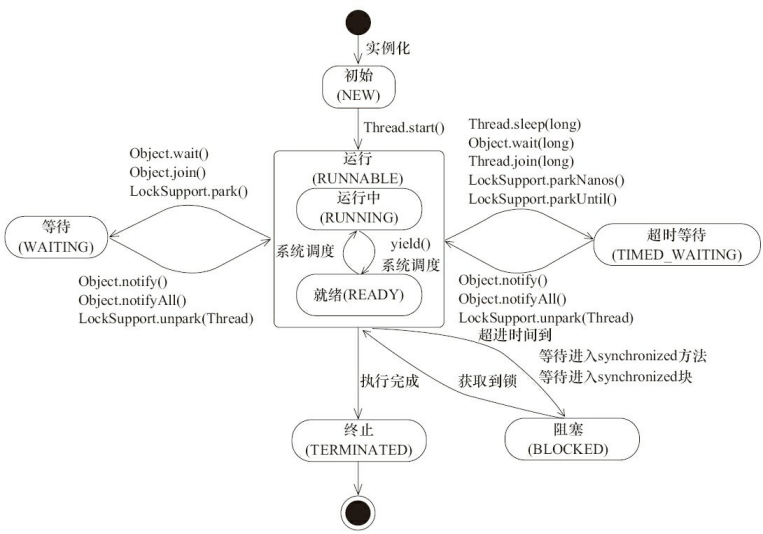 实例化
初始
(NEW)
Thread.start()
Object.wait()
Object.join()
LockSupport.park()
Thread.sleep(long)
Object.wait(long)
Thread.join(long)
LockSupport.parkNanos()
LockSupport.parkUntil()
运行
(RUNNABLE)
运行中
(RUNNING)
等待
(WAITING)
系统调度
yield()
系统调度
超时等待
(TIMED_WAITING)
就绪(READY)
Object.notify()
Object.notifyAll()
LockSupport.unpark(Thread)
Object.notify()
Object.notifyAll()
LockSupport.unpark(Thread)
超进时间到
等待进入synchronized方法
等待进入synchronized块
执行完成
获取到锁
终止
(TERMINATED)
阻塞
(BLOCKED)